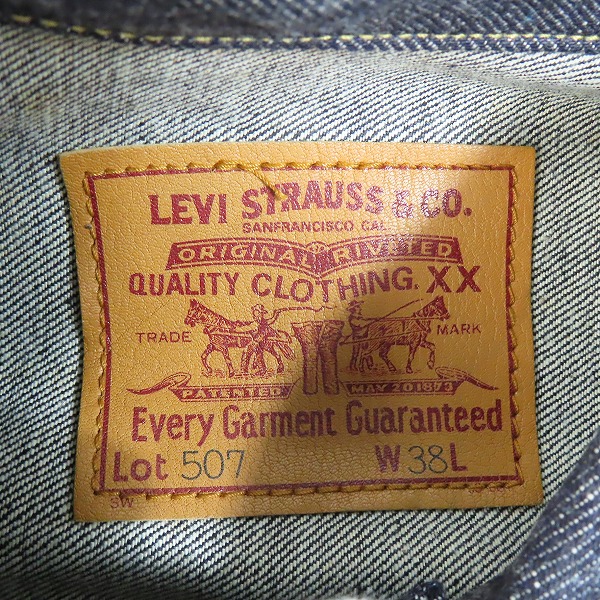 LEVI STRAUSS & CO.
SANFRANCISCO CAL.
ORIGINAL RIVETED
QUALITY CLOTHING. XX
TRADE MARK
PATENTED MAY 20 1873
Every Garment Guaranteed
Lot 507 W 38 L
SW